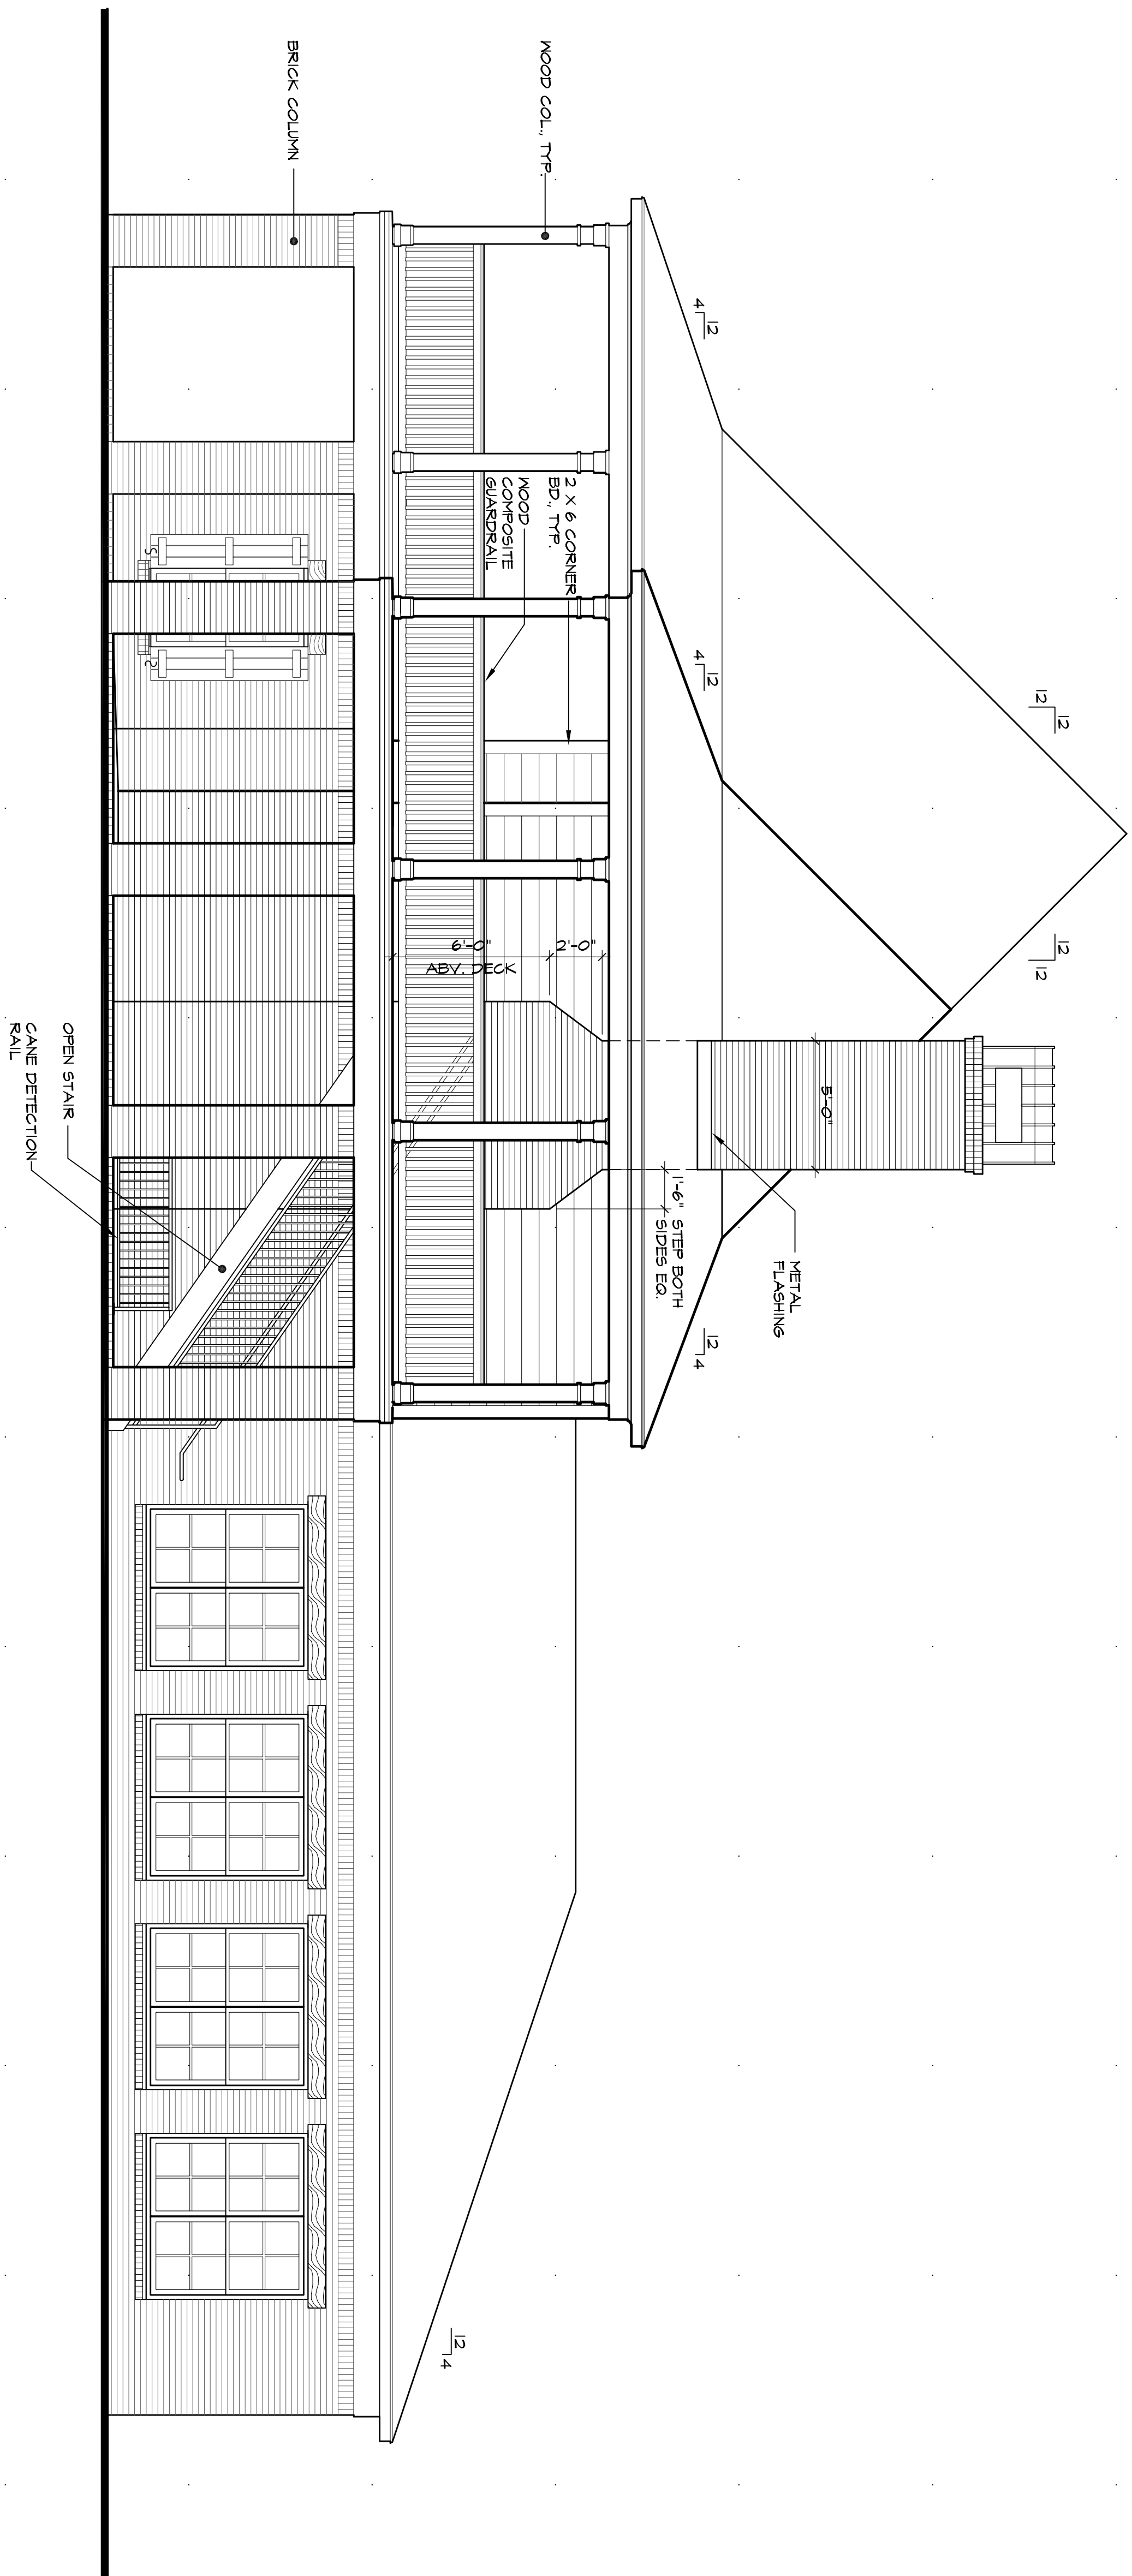 12
12
12
12
5'-0"
METAL
FLASHING
12
4
12
4
12
4
1'-6" STEP BOTH
SIDES EQ.
WOOD COL., TYP.
2 X 6 CORNER
BD., TYP.
WOOD
COMPOSITE
GUARDRAIL
2'-0"
6'-0"
ABV. DECK
12
4
BRICK COLUMN
OPEN STAIR
CANE DETECTION
RAIL